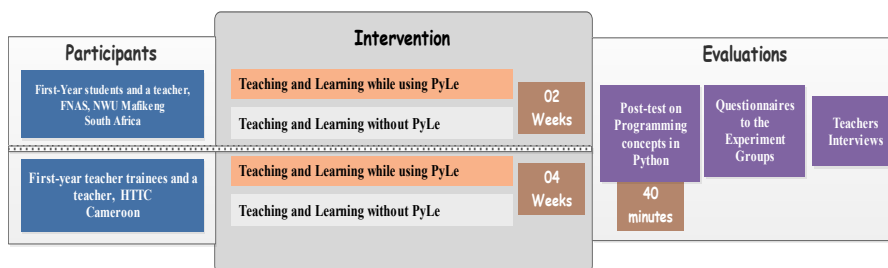 Participants
First-Year students and a teacher,
FNAS, NWU Mafikeng
South Africa
First-year teacher trainees and a
teacher, HTTC
Cameroon
Intervention
Teaching and Learning while using PyLe
Teaching and Learning without PyLe
02
Weeks
Teaching and Learning while using PyLe
Teaching and Learning without PyLe
04
Weeks
Evaluations
Post-test on
Programming
concepts in
Python
40
minutes
Questionnaires
to the
Experiment
Groups
Teachers
Interviews